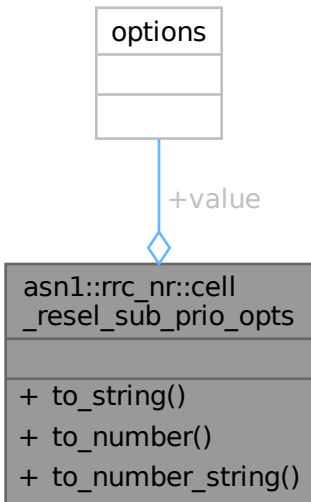 options
+value
asn1::rrc_nr::cell
_resel_sub_prio_opts
+ to_string()
+ to_number()
+ to_number_string()